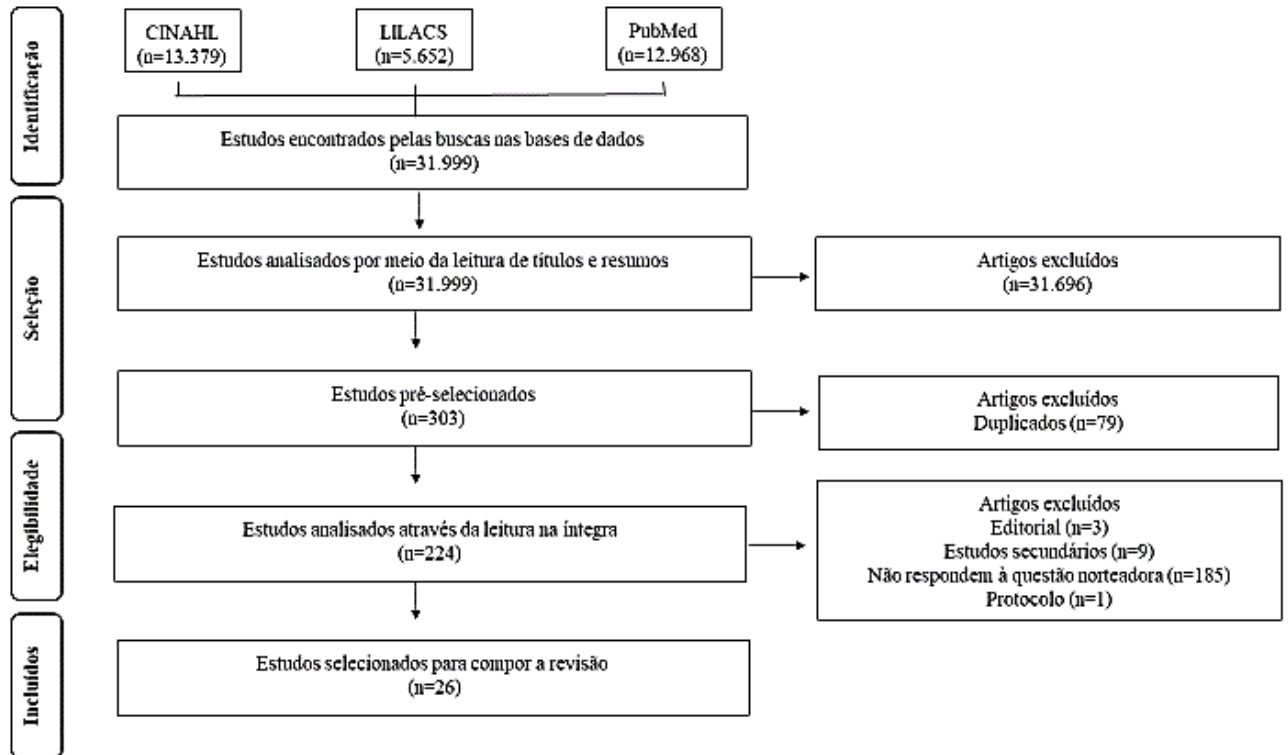 Identificação
CINAHL
(n=13.379)
LILACS
(n=5.652)
PubMed
(n=12.968)
Estudos encontrados pelas buscas nas bases de dados
(n=31.999)
Seleção
Estudos analisados por meio da leitura de títulos e resumos
(n=31.999)
Artigos excluídos
(n=31.696)
Estudos pré-selecionados
(n=303)
Artigos excluídos
Duplicados (n=79)
Elegibilidade
Estudos analisados através da leitura na íntegra
(n=224)
Artigos excluídos
Editorial (n=3)
Estudos secundários (n=9)
Não respondem à questão norteadora (n=185)
Protocolo (n=1)
Incluídos
Estudos selecionados para compor a revisão
(n=26)